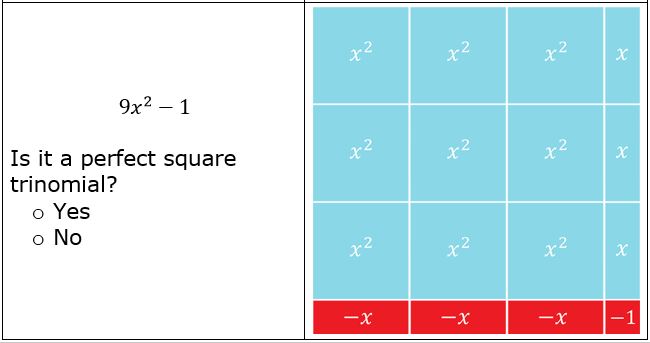 9x² − 1
Is it a perfect square
trinomial?
o Yes
o No
x² x² x² x
x² x² x² x
x² x² x² x
−x −x −x −1